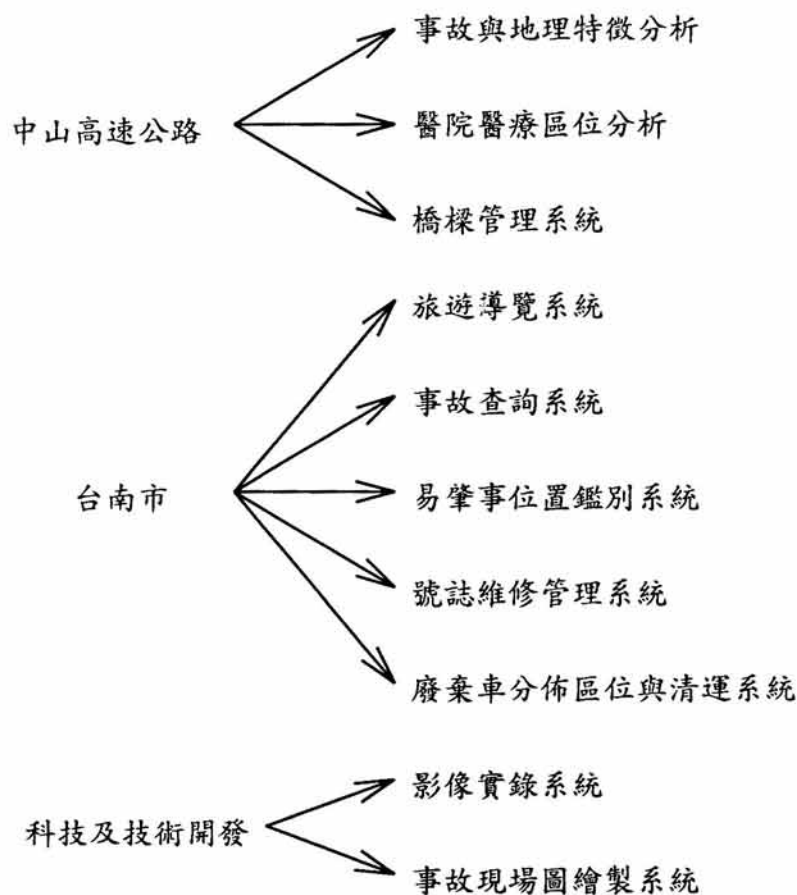 中山高速公路
事故與地理特徵分析
醫院醫療區位分析
橋樑管理系統
台南市
旅遊導覽系統
事故查詢系統
易肇事位置鑑別系統
號誌維修管理系統
廢棄車分佈區位與清運系統
科技及技術開發
影像實錄系統
事故現場圖繪製系統